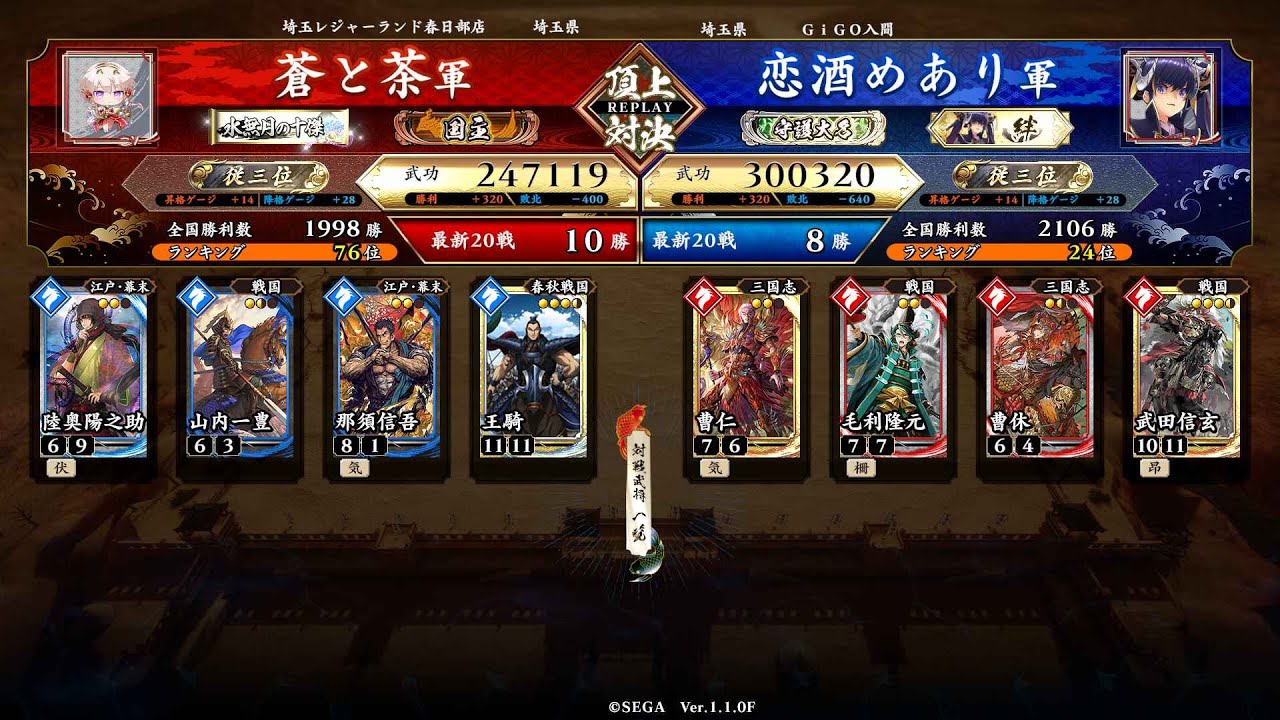 埼玉レジャーランド春日部店 埼玉県
埼玉県 GiGO入間
蒼と茶軍
頂上
REPLAY
対決
恋酒めあり軍
水無月の十傑
国主
守護大名
絆
従三位
武功 247119
武功 300320
従三位
昇格ゲージ +14 降格ゲージ +28
勝利 +320 敗北 -400
勝利 +320 敗北 -640
昇格ゲージ +14 降格ゲージ +28
全国勝利数 1998勝
最新20戦 10勝
最新20戦 8勝
全国勝利数 2106勝
ランキング 76位
ランキング 24位
江戸・幕末
陸奥陽之助
6 9
伏
戦国
山内一豊
6 3
江戸・幕末
那須信吾
8 1
気
春秋戦国
王騎
11 11
対戦武将一覧
三国志
曹仁
7 6
気
戦国
毛利隆元
7 7
柵
三国志
曹休
6 4
戦国
武田信玄
10 11
昴
©SEGA Ver.1.1.0F